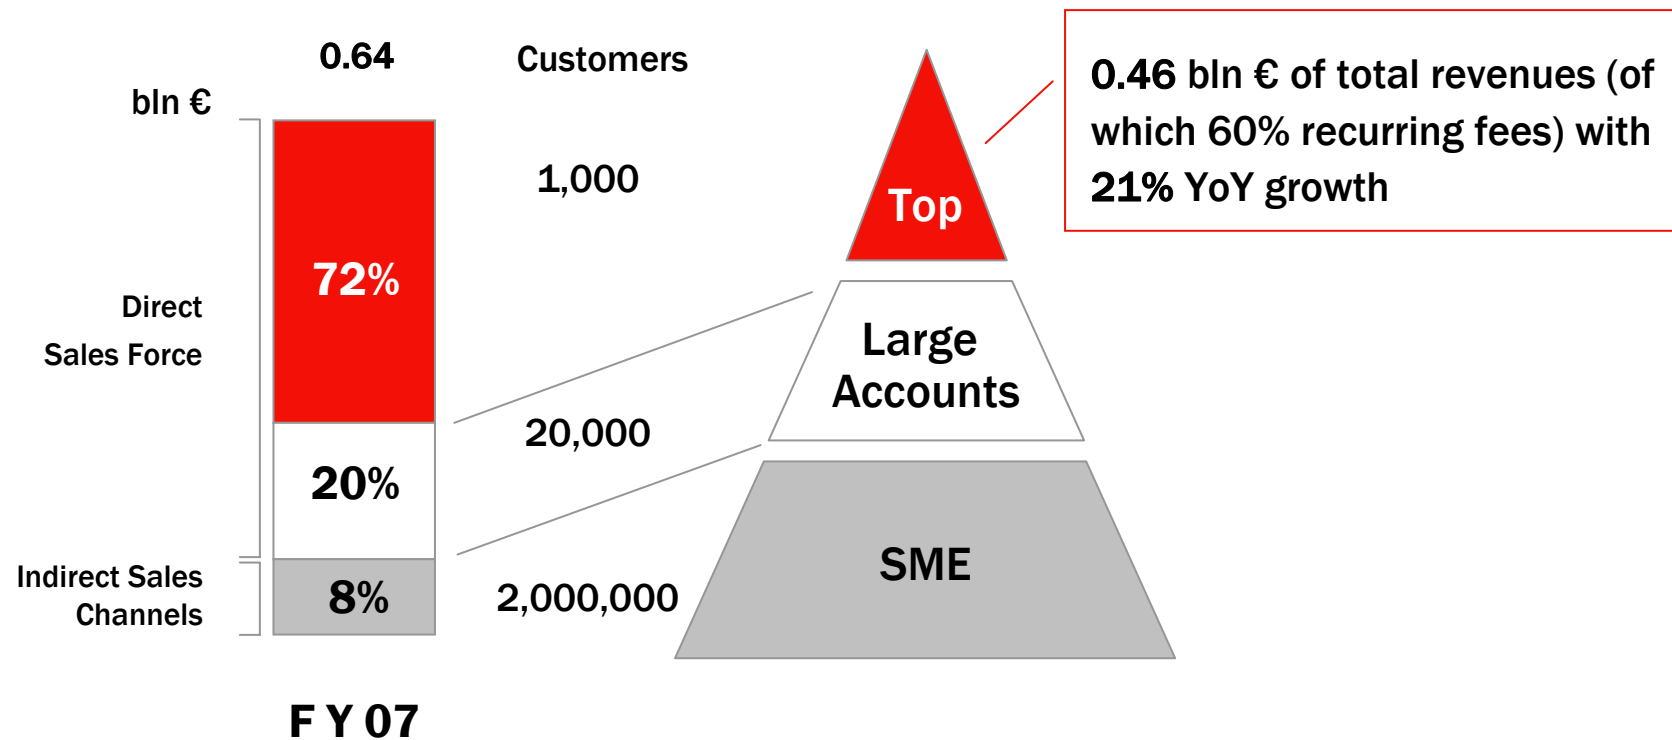 0.64
Customers
bln €
0.46 bln € of total revenues (of
which 60% recurring fees) with
21% YoY growth
1,000
Top
72%
Direct
Sales Force
Large
Accounts
20,000
20%
SME
Indirect Sales
Channels
8%
2,000,000
F Y 07